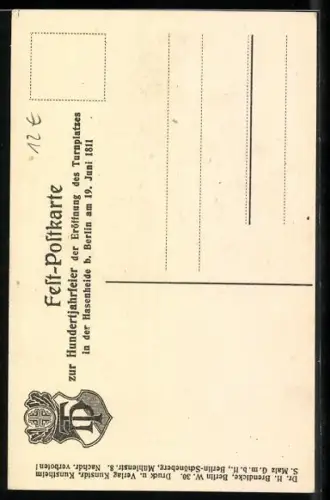 Fest-Postkarte
zur Hundertjahrfeier der Eröffnung des Turnplatzes
in der Hasenheide b. Berlin am 19. Juni 1811
12 €
Dr. H. Brendicke, Berlin W. 30. Druck u. Verlag Kunstdr. Kunstheim
S. Malz G. m. b. H., Berlin-Schöneberg, Mühlenstr. 8. Nachdr. verboten!